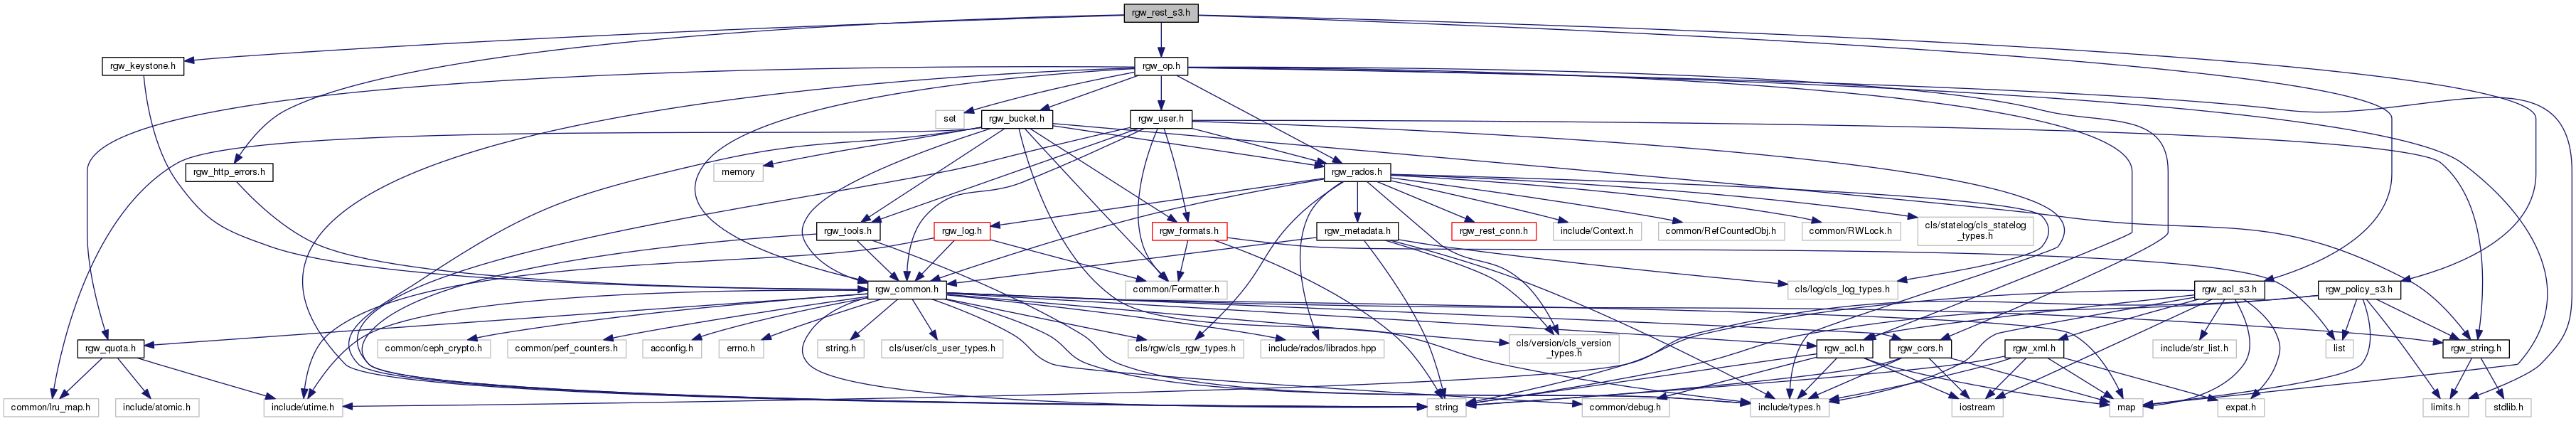 rgw_rest_s3.h
rgw_keystone.h
rgw_op.h
set
rgw_bucket.h
rgw_user.h
rgw_http_errors.h
memory
rgw_rados.h
rgw_tools.h
rgw_log.h
rgw_formats.h
rgw_metadata.h
rgw_rest_conn.h
include/Context.h
common/RefCountedObj.h
common/RWLock.h
cls/statelog/cls_statelog
_types.h
rgw_common.h
common/Formatter.h
cls/log/cls_log_types.h
rgw_acl_s3.h
rgw_policy_s3.h
rgw_quota.h
common/ceph_crypto.h
common/perf_counters.h
acconfig.h
errno.h
string.h
cls/user/cls_user_types.h
cls/rgw/cls_rgw_types.h
include/rados/librados.hpp
cls/version/cls_version
_types.h
rgw_acl.h
rgw_cors.h
rgw_xml.h
include/str_list.h
list
rgw_string.h
common/lru_map.h
include/atomic.h
include/utime.h
string
common/debug.h
include/types.h
iostream
map
expat.h
limits.h
stdlib.h